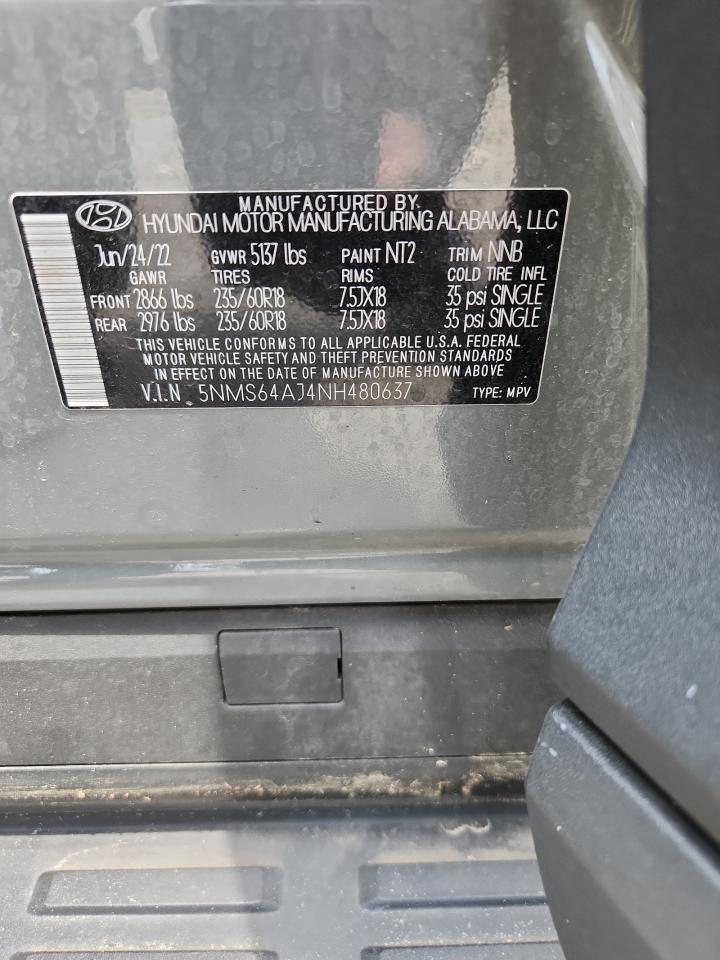 MANUFACTURED BY
HYUNDAI MOTOR MANUFACTURING ALABAMA, LLC
Jun/24/22 GVWR 5137 lbs PAINT NT2 TRIM NNB
GAWR TIRES RIMS COLD TIRE INFL
FRONT 2866 lbs 235/60R18 7.5JX18 35 psi SINGLE
REAR 2976 lbs 235/60R18 7.5JX18 35 psi SINGLE
THIS VEHICLE CONFORMS TO ALL APPLICABLE U.S.A. FEDERAL
MOTOR VEHICLE SAFETY AND THEFT PREVENTION STANDARDS
IN EFFECT ON THE DATE OF MANUFACTURE SHOWN ABOVE
V.I.N 5NMS64AJ4NH480637 TYPE: MPV